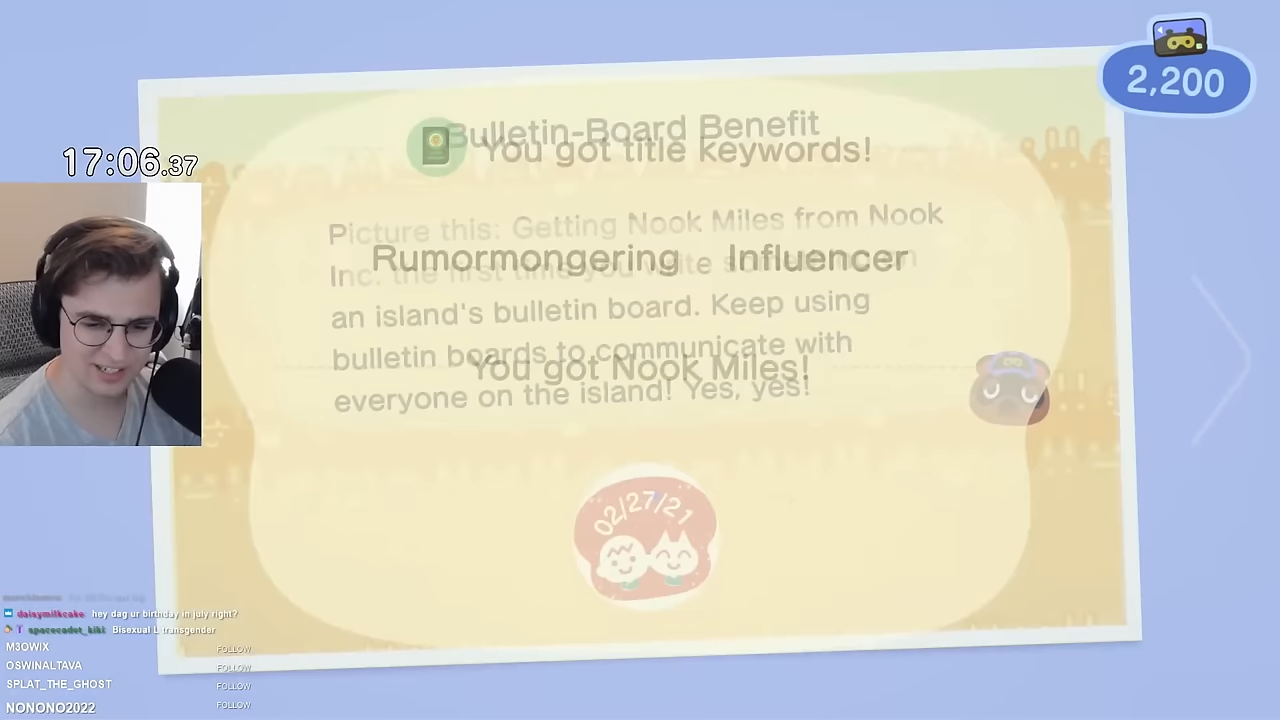 2,200
Bulletin-Board Benefit
You got title keywords!
17:06.37
Picture this: Getting Nook Miles from Nook
Rumormongering Influencer
Inc. the first time you write something on
an island's bulletin board. Keep using
bulletin boards to communicate with
You got Nook Miles!
everyone on the island! Yes, yes!
02/27/21
daisymilkcake: hey dag ur birthday in july right?
spacecadet_kiki: Bisexual L transgender
M3OWIX FOLLOW
OSWINALTAVA FOLLOW
SPLAT_THE_GHOST FOLLOW
NONONO2022 FOLLOW